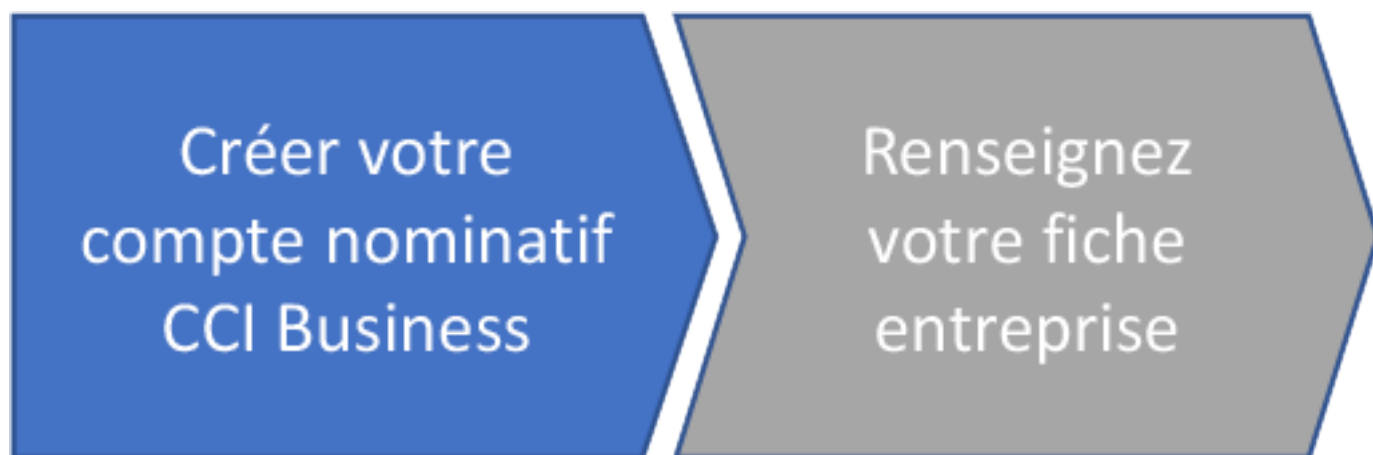 Créer votre
compte nominatif
CCI Business
Renseignez
votre fiche
entreprise